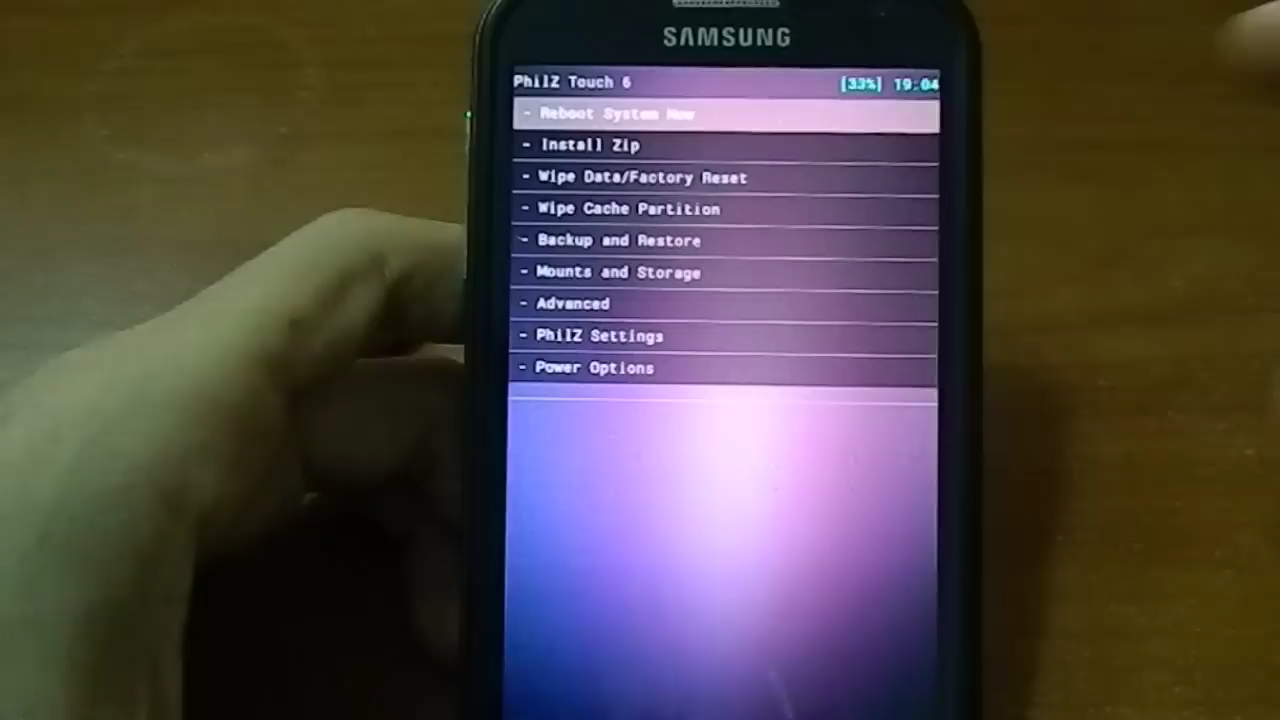 SAMSUNG
PhilZ Touch 6 [33%] 19:04
- Reboot System Now
- Install Zip
- Wipe Data/Factory Reset
- Wipe Cache Partition
- Backup and Restore
- Mounts and Storage
- Advanced
- PhilZ Settings
- Power Options